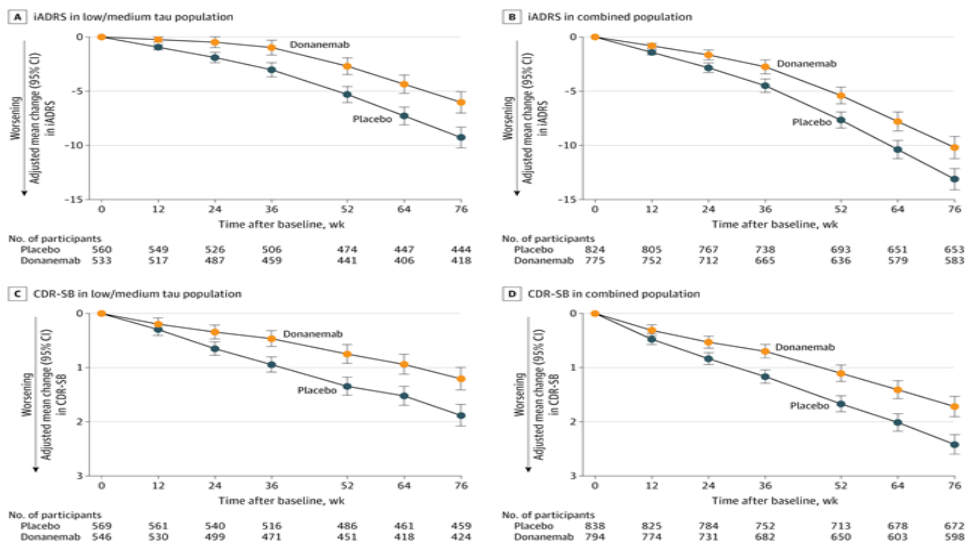 A iADRS in low/medium tau population
Worsening
Adjusted mean change (95% CI)
in iADRS
0
−5
−10
−15
Donanemab
Placebo
0 12 24 36 52 64 76
Time after baseline, wk
No. of participants
Placebo 560 549 526 506 474 447 444
Donanemab 533 517 487 459 441 406 418
B iADRS in combined population
Worsening
Adjusted mean change (95% CI)
in iADRS
0
−5
−10
−15
Donanemab
Placebo
0 12 24 36 52 64 76
Time after baseline, wk
No. of participants
Placebo 824 805 767 738 693 651 653
Donanemab 775 752 712 665 636 579 583
C CDR-SB in low/medium tau population
Worsening
Adjusted mean change (95% CI)
in CDR-SB
0
1
2
3
Donanemab
Placebo
0 12 24 36 52 64 76
Time after baseline, wk
No. of participants
Placebo 569 561 540 516 486 461 459
Donanemab 546 530 499 471 451 418 424
D CDR-SB in combined population
Worsening
Adjusted mean change (95% CI)
in CDR-SB
0
1
2
3
Donanemab
Placebo
0 12 24 36 52 64 76
Time after baseline, wk
No. of participants
Placebo 838 825 784 752 713 678 672
Donanemab 794 774 731 682 650 603 598